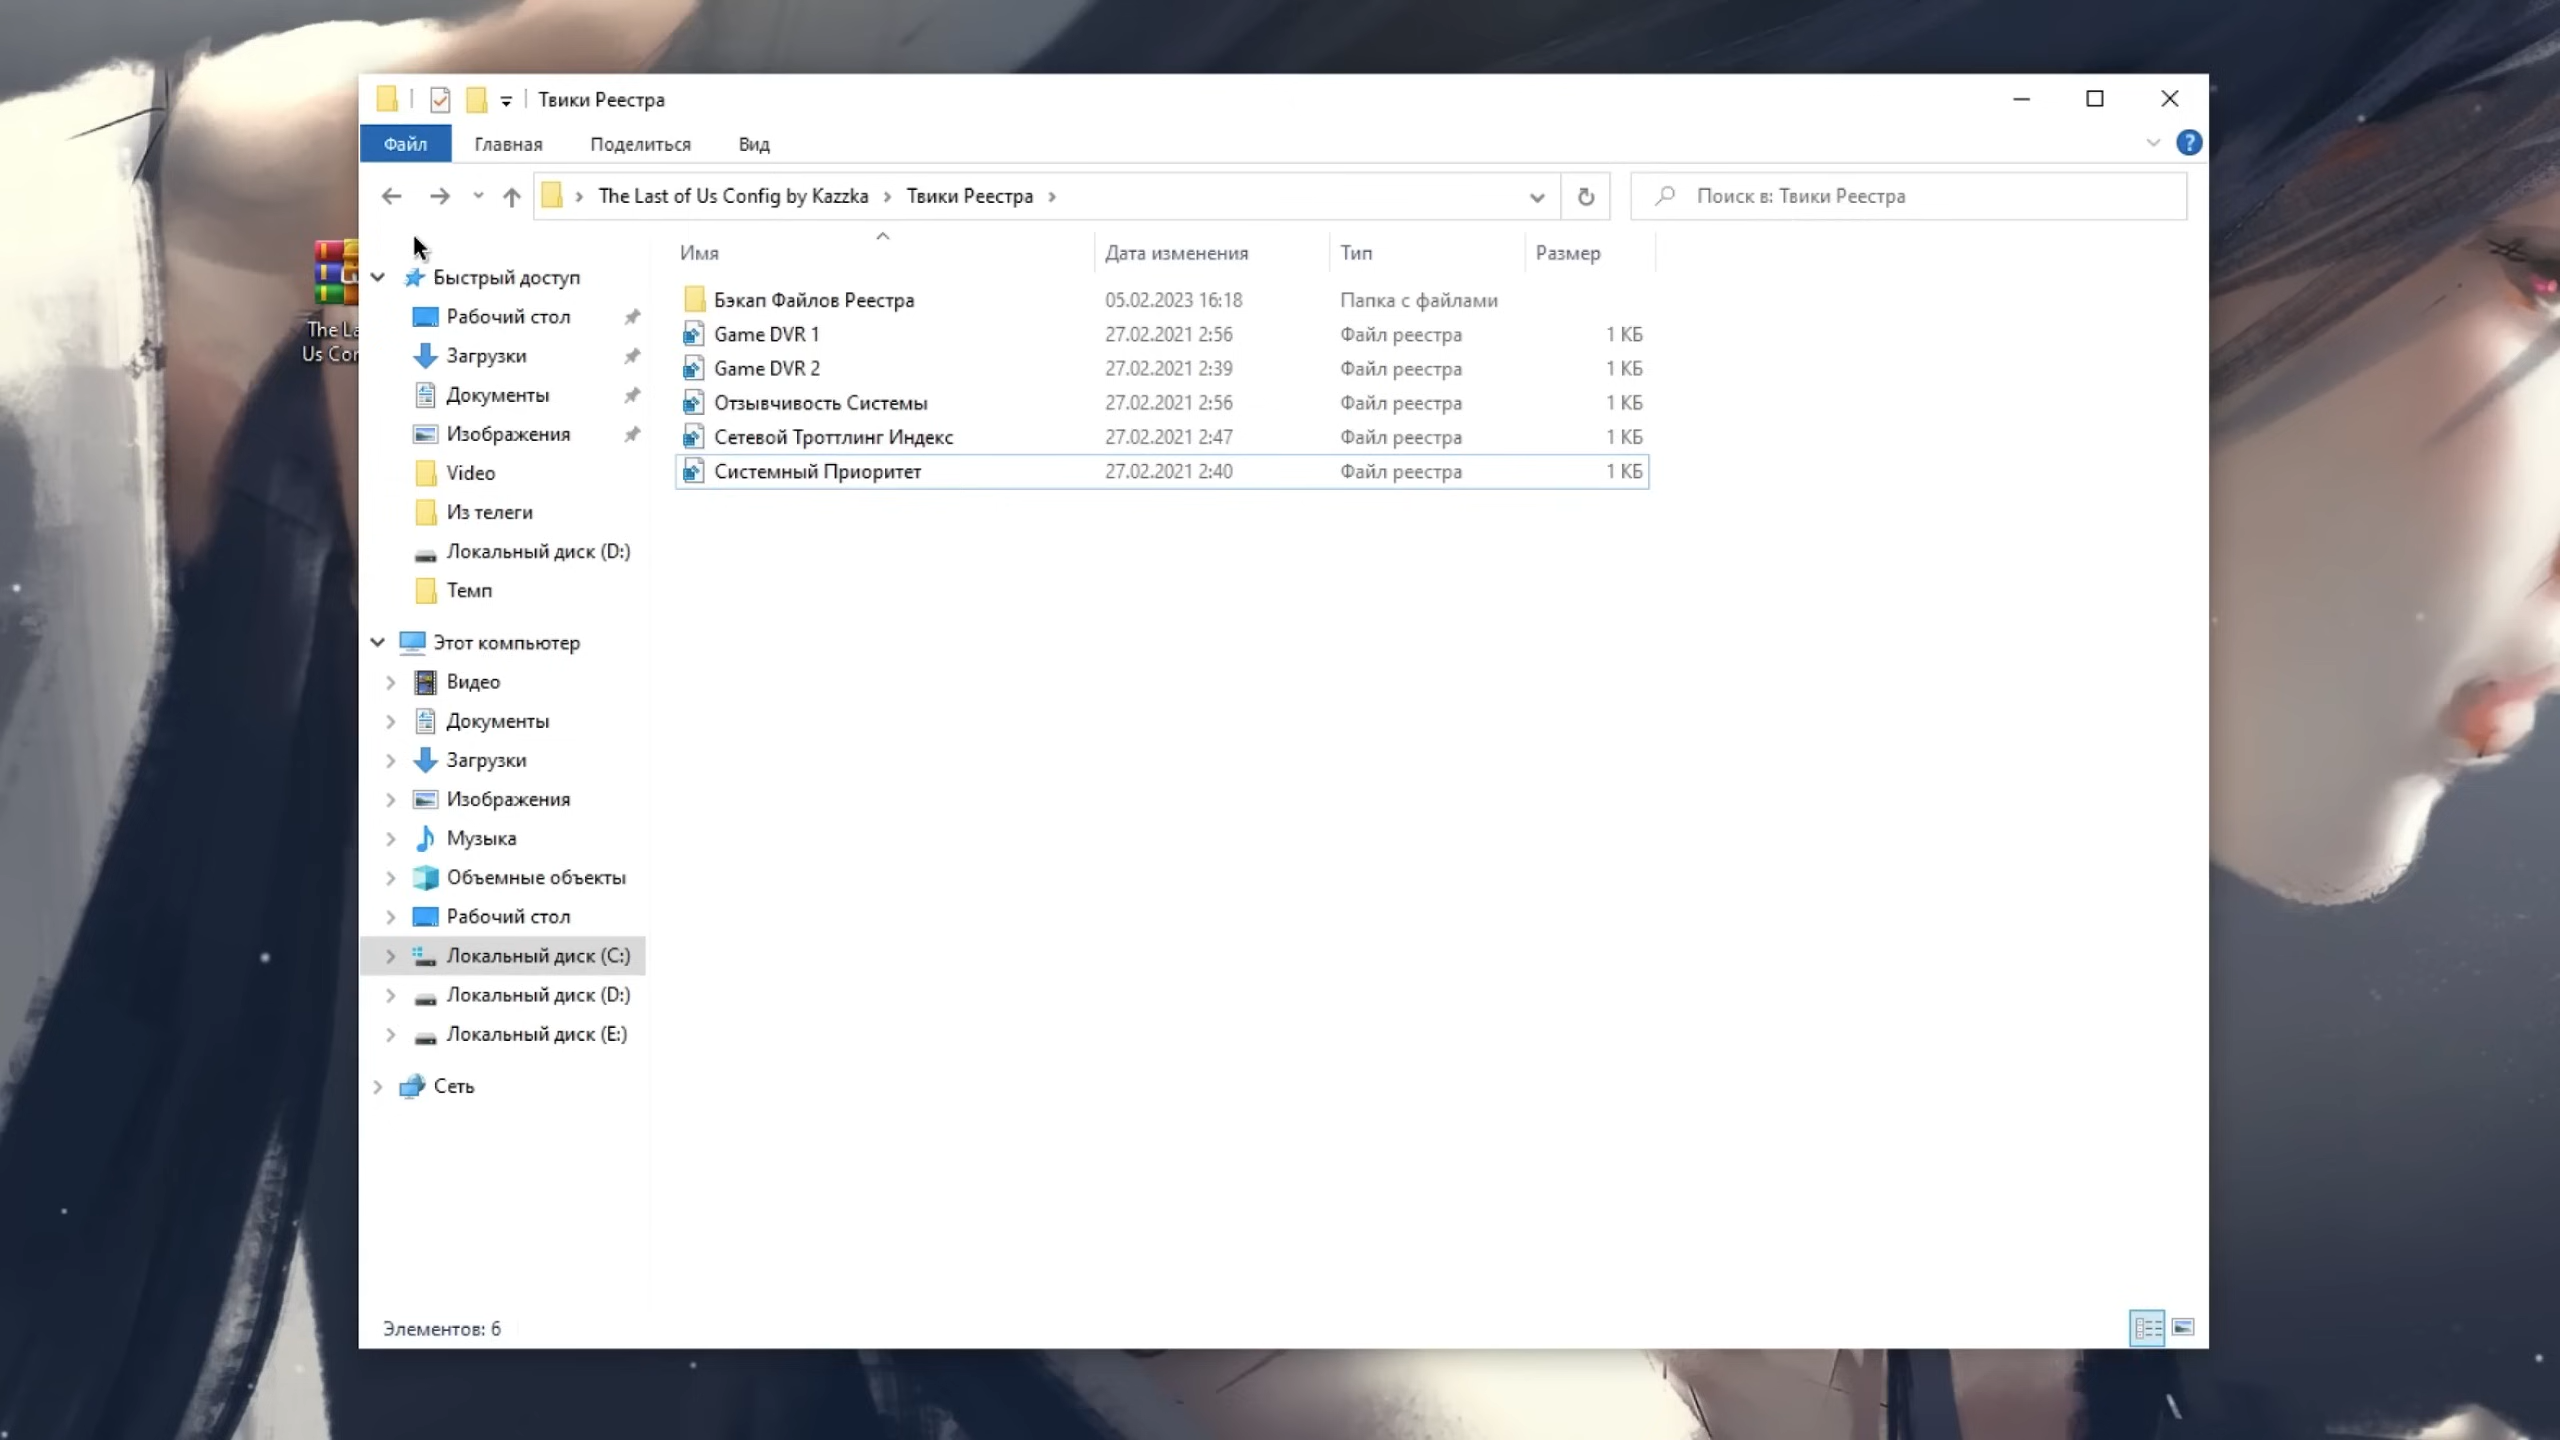 Твики Реестра
Файл Главная Поделиться Вид
The Last of Us Config by Kazzka Твики Реестра
Поиск в: Твики Реестра
The La
Us Con
Быстрый доступ
Рабочий стол
Загрузки
Документы
Изображения
Video
Из телеги
Локальный диск (D:)
Темп
Этот компьютер
Видео
Документы
Загрузки
Изображения
Музыка
Объемные объекты
Рабочий стол
Локальный диск (C:)
Локальный диск (D:)
Локальный диск (E:)
Сеть
Имя Дата изменения Тип Размер
Бэкап Файлов Реестра 05.02.2023 16:18 Папка с файлами
Game DVR 1 27.02.2021 2:56 Файл реестра 1 КБ
Game DVR 2 27.02.2021 2:39 Файл реестра 1 КБ
Отзывчивость Системы 27.02.2021 2:56 Файл реестра 1 КБ
Сетевой Троттлинг Индекс 27.02.2021 2:47 Файл реестра 1 КБ
Системный Приоритет 27.02.2021 2:40 Файл реестра 1 КБ
Элементов: 6